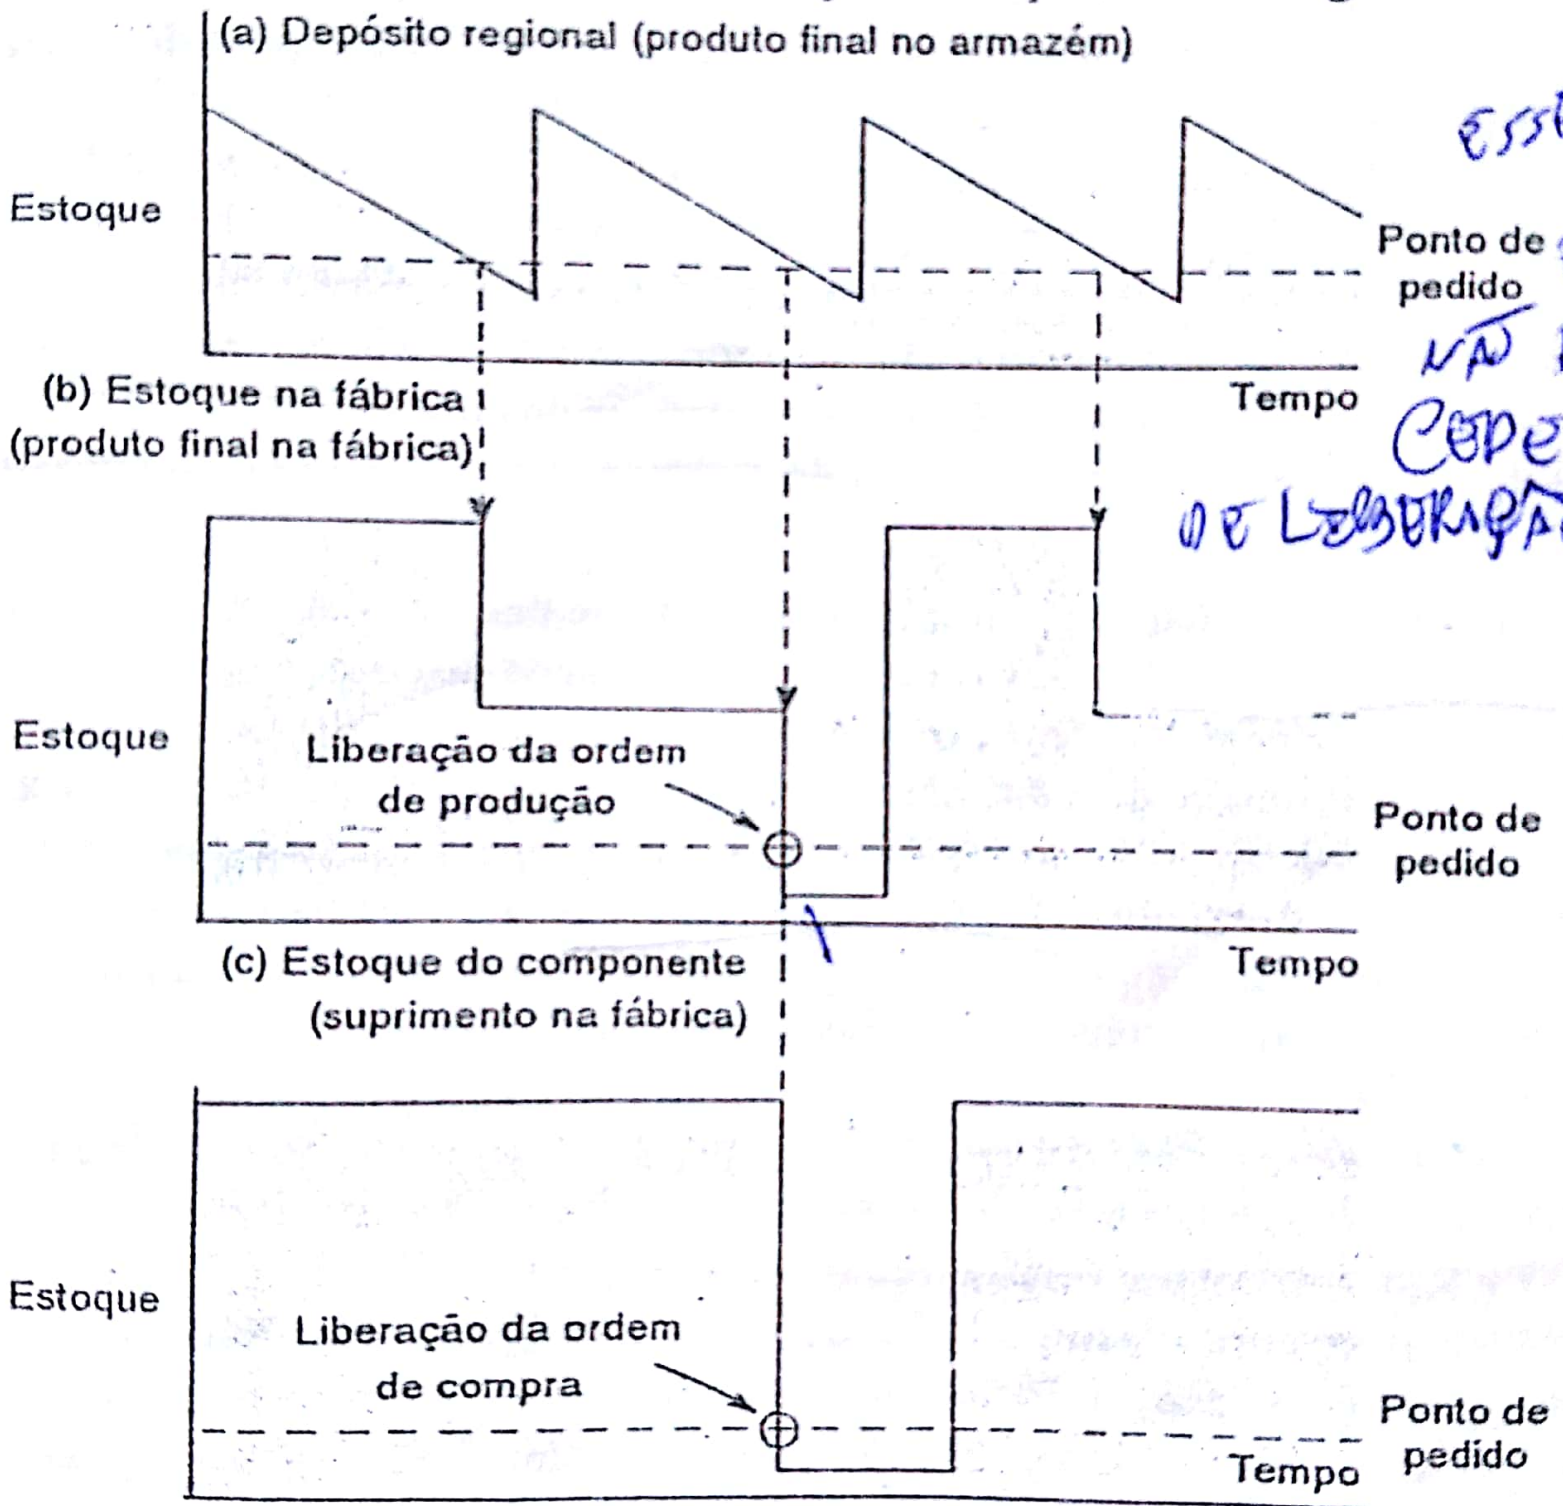 (a) Depósito regional (produto final no armazém)
Estoque
Ponto de
pedido
NÃO
Tempo
(b) Estoque na fábrica
(produto final na fábrica)
DE
Estoque
Liberação da ordem
de produção
Ponto de
pedido
Tempo
(c) Estoque do componente
(suprimento na fábrica)
Estoque
Liberação da ordem
de compra
Ponto de
pedido
Tempo